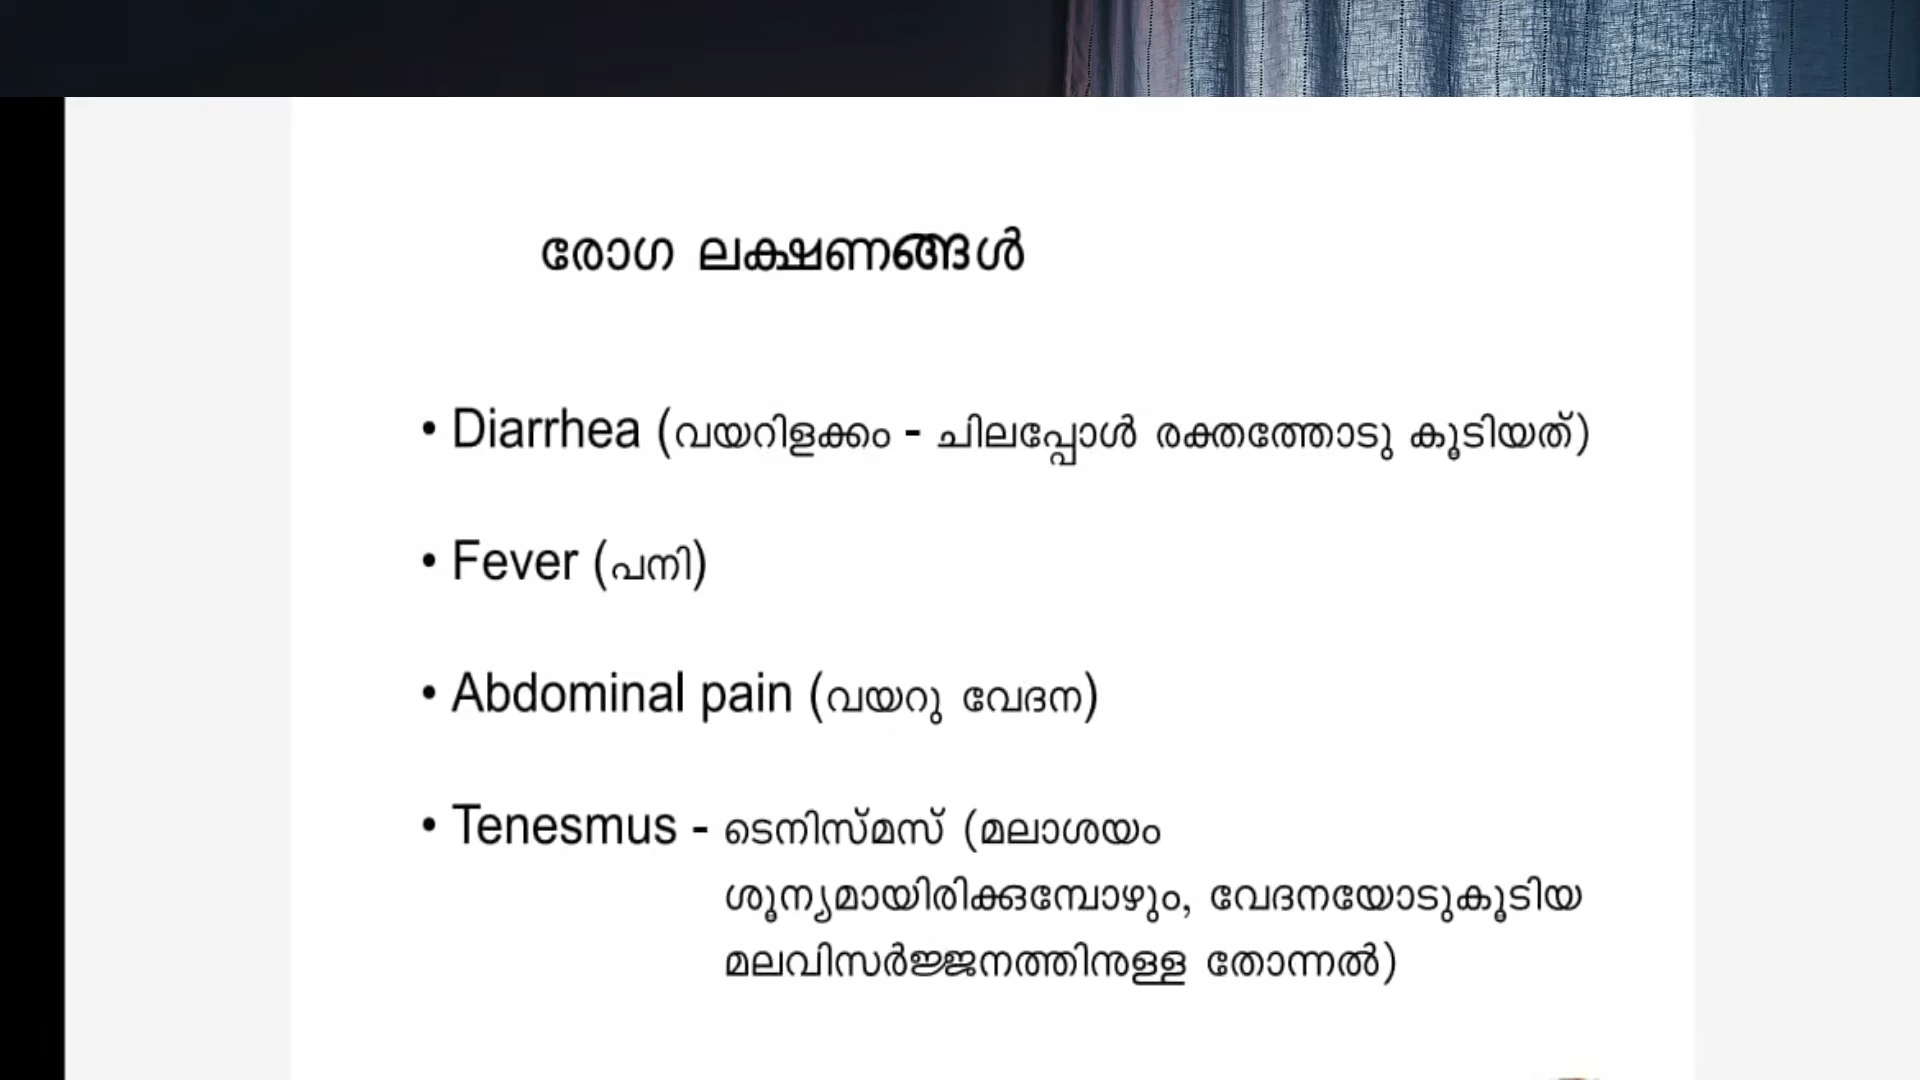 രോഗ ലക്ഷണങ്ങൾ
• Diarrhea (വയറിളക്കം - ചിലപ്പോൾ രക്തത്തോടു കൂടിയത്)
• Fever (പനി)
• Abdominal pain (വയറു വേദന)
• Tenesmus - ടെനിസ്മസ് (മലാശയം
ശൂന്യമായിരിക്കുമ്പോഴും, വേദനയോടുകൂടിയ
മലവിസർജ്ജനത്തിനുള്ള തോന്നൽ)